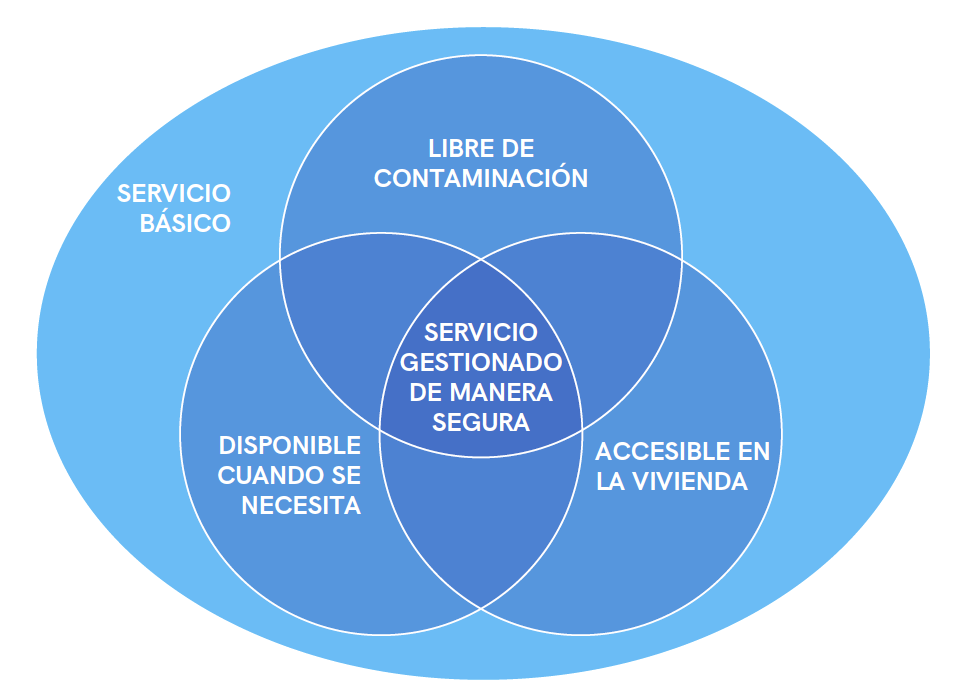 LIBRE DE
CONTAMINACIÓN
SERVICIO
BÁSICO
SERVICIO
GESTIONADO
DE MANERA
SEGURA
DISPONIBLE
CUANDO SE
NECESITA
ACCESIBLE EN
LA VIVIENDA